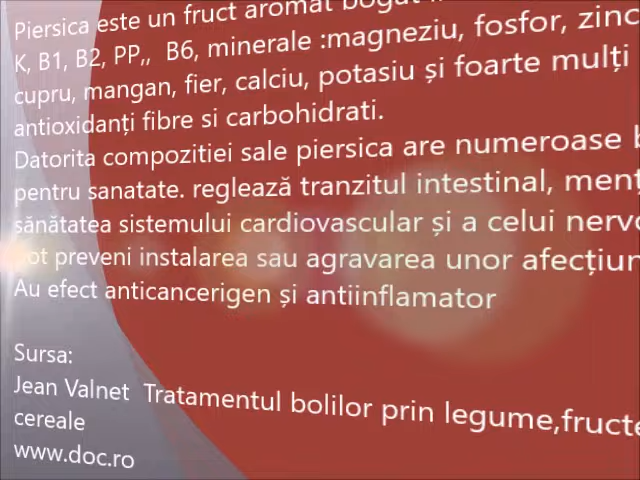 Piersica este un fruct aromat bogat
K, B1, B2, PP,,  B6, minerale :magneziu, fosfor, zinc
cupru, mangan, fier, calciu, potasiu și foarte mulți
antioxidanți fibre si carbohidrati.
Datorita compozitiei sale piersica are numeroase b
pentru sanatate. reglează tranzitul intestinal, menț
sănătatea sistemului cardiovascular și a celui nervo
pot preveni instalarea sau agravarea unor afecțiun
Au efect anticancerigen și antiinflamator
Sursa:
Jean Valnet  Tratamentul bolilor prin legume,fructe
cereale
www.doc.ro